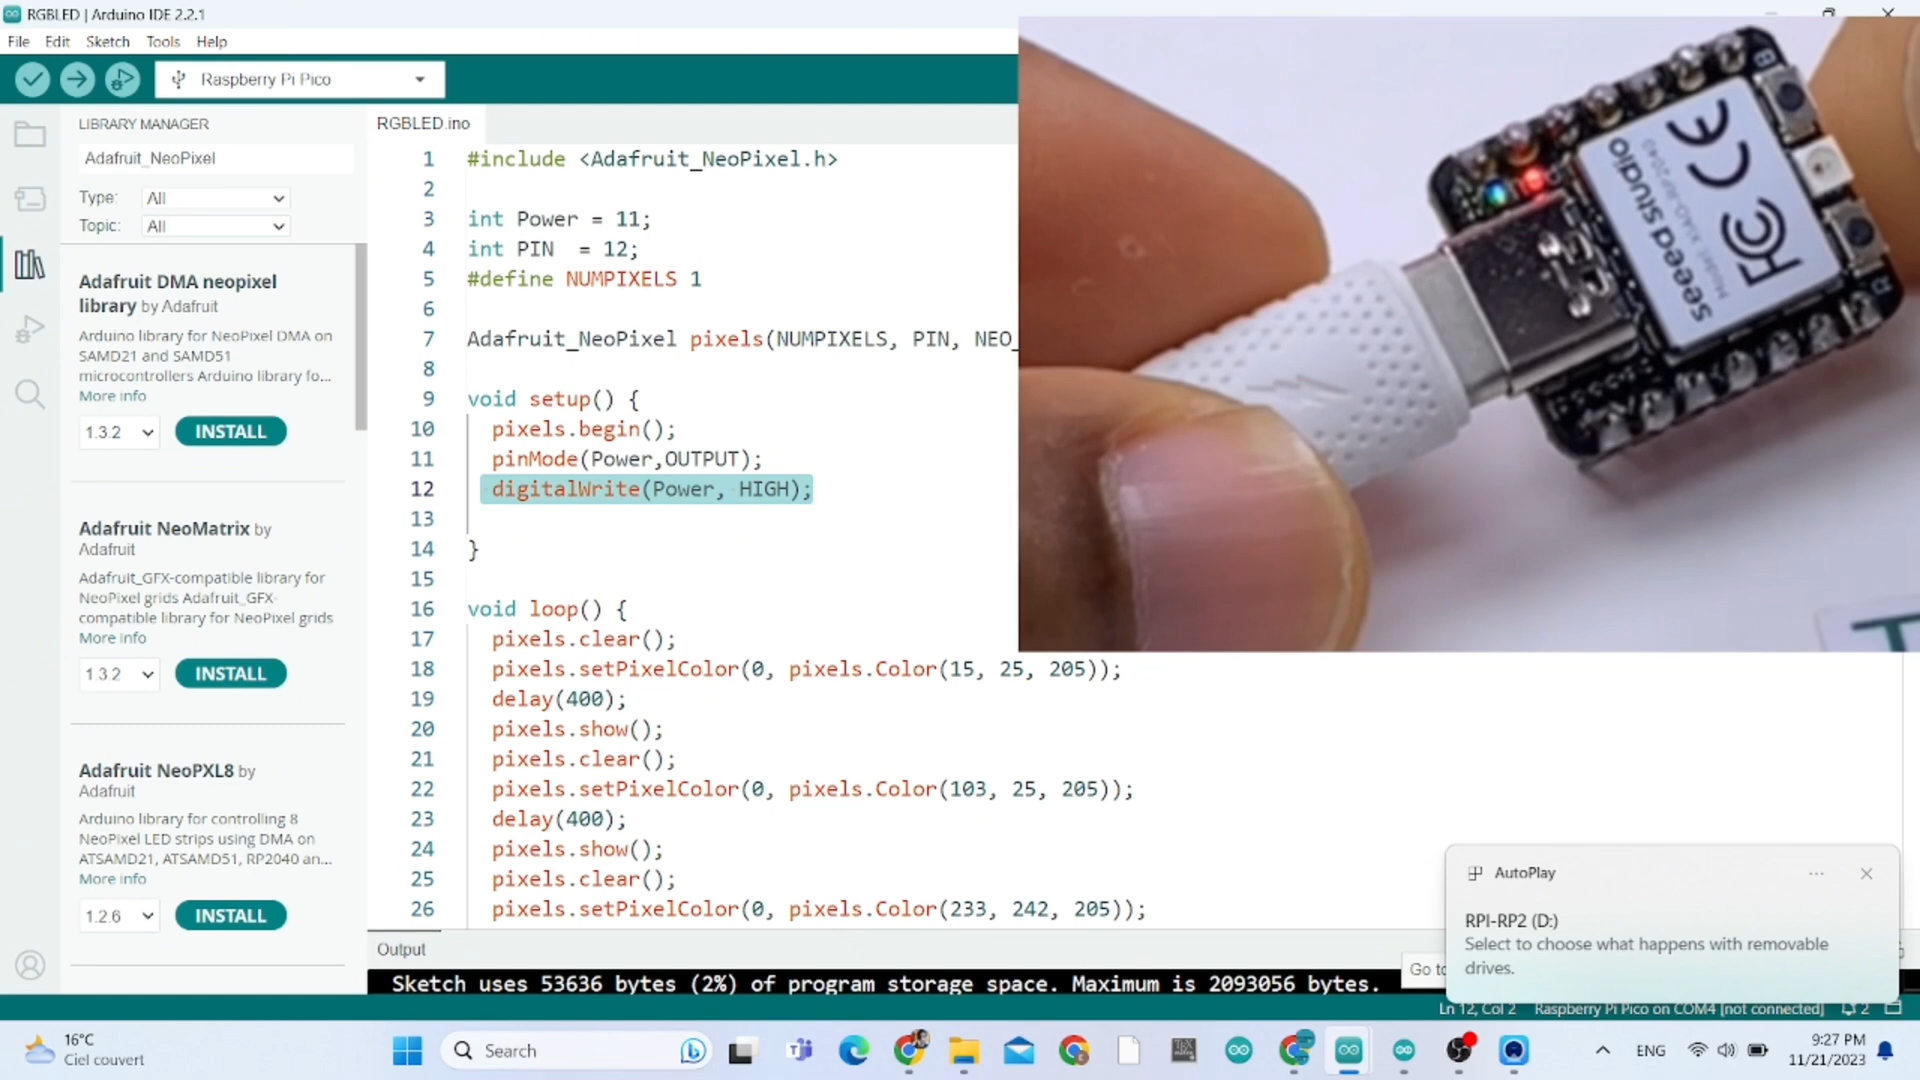 RGBLED | Arduino IDE 2.2.1
File Edit Sketch Tools Help
Raspberry Pi Pico
LIBRARY MANAGER
Adafruit_NeoPixel
Type: All
Topic: All
Adafruit DMA neopixel
library by Adafruit
Arduino library for NeoPixel DMA on
SAMD21 and SAMD51
microcontrollers Arduino library fo...
More info
1.3.2 INSTALL
Adafruit NeoMatrix by
Adafruit
Adafruit_GFX-compatible library for
NeoPixel grids Adafruit_GFX-
compatible library for NeoPixel grids
More info
1.3.2 INSTALL
Adafruit NeoPXL8 by
Adafruit
Arduino library for controlling 8
NeoPixel LED strips using DMA on
ATSAMD21, ATSAMD51, RP2040 an...
More info
1.2.6 INSTALL
RGBLED.ino
1 #include <Adafruit_NeoPixel.h>
2
3 int Power = 11;
4 int PIN = 12;
5 #define NUMPIXELS 1
6
7 Adafruit_NeoPixel pixels(NUMPIXELS, PIN, NEO_
8
9 void setup() {
10 pixels.begin();
11 pinMode(Power,OUTPUT);
12 digitalWrite(Power, HIGH);
13
14 }
15
16 void loop() {
17 pixels.clear();
18 pixels.setPixelColor(0, pixels.Color(15, 25, 205));
19 delay(400);
20 pixels.show();
21 pixels.clear();
22 pixels.setPixelColor(0, pixels.Color(103, 25, 205));
23 delay(400);
24 pixels.show();
25 pixels.clear();
26 pixels.setPixelColor(0, pixels.Color(233, 242, 205));
seeed studio
Model: XIAO-RP2040
FC CE
B
R
Output
Sketch uses 53636 bytes (2%) of program storage space. Maximum is 2093056 bytes.
Go to
AutoPlay
RPI-RP2 (D:)
Select to choose what happens with removable
drives.
Ln 12, Col 2 Raspberry Pi Pico on COM4 [not connected] 2
16°C
Ciel couvert
Search
ENG
9:27 PM
11/21/2023